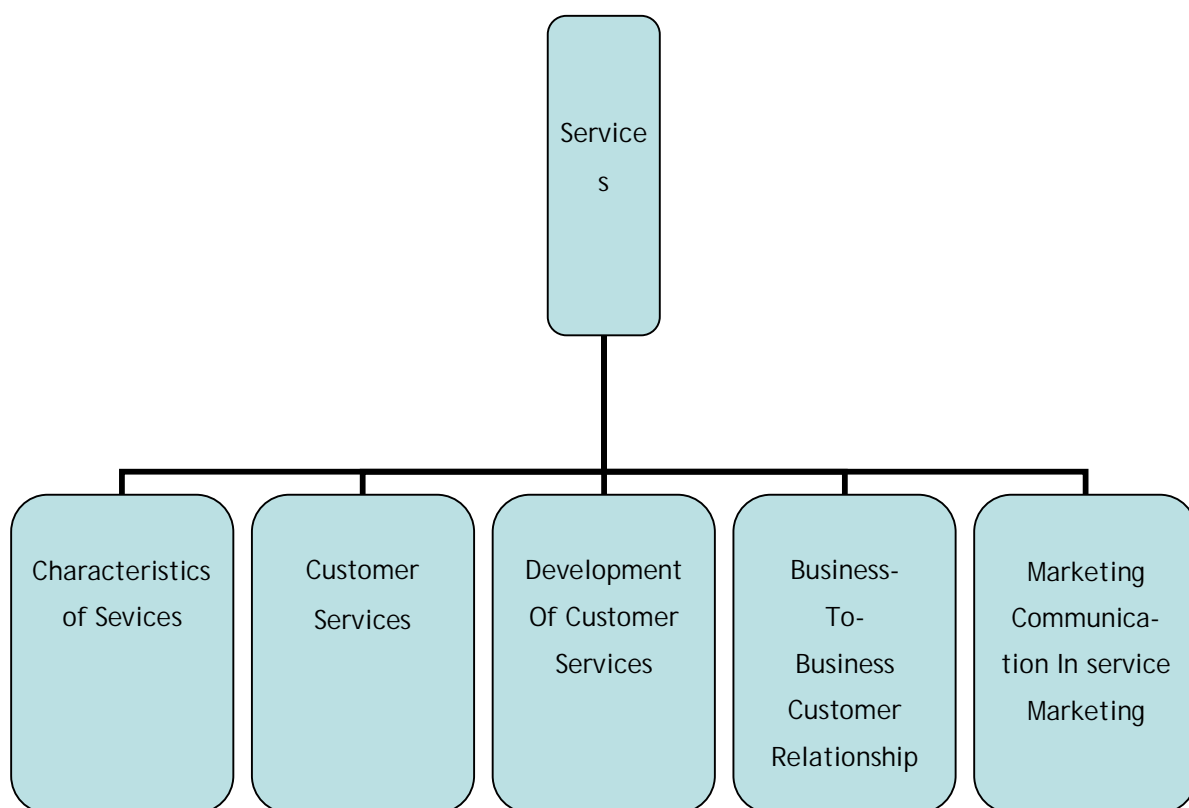 Service
s
Characteristics
of Sevices
Customer
Services
Development
Of Customer
Services
Business-
To-
Business
Customer
Relationship
Marketing
Communica-
tion In service
Marketing